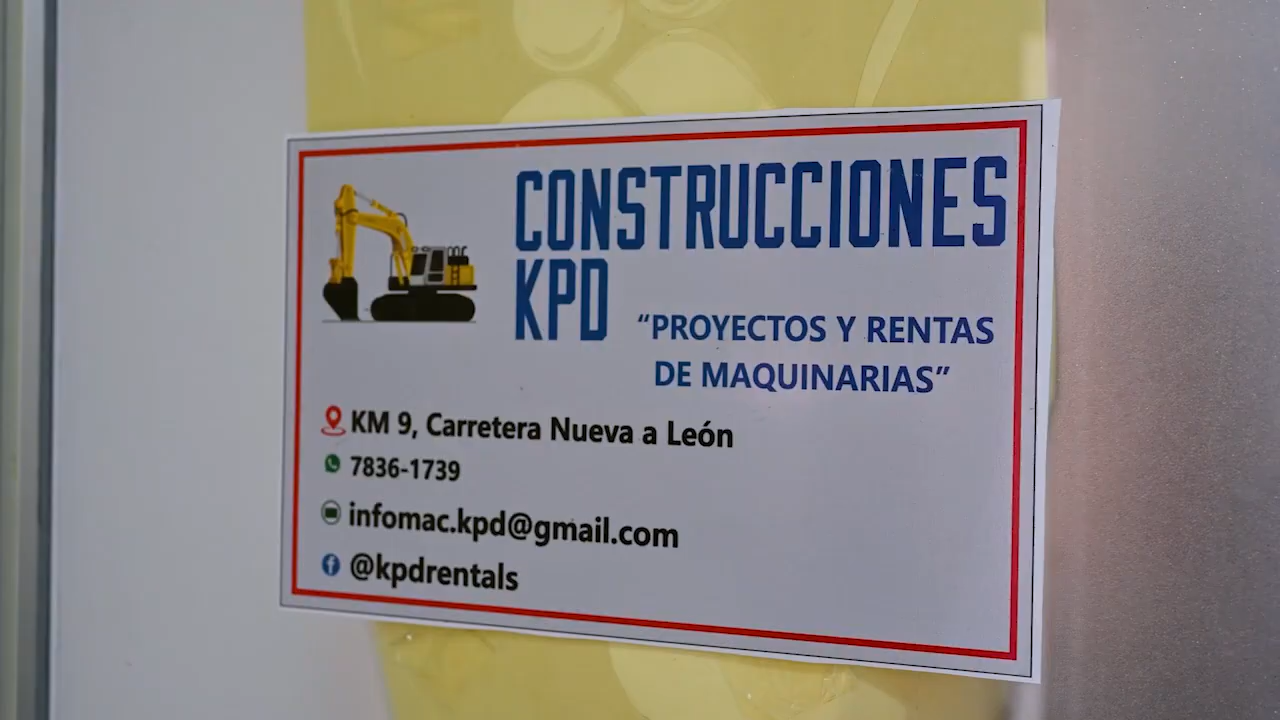 CONSTRUCCIONES
KPD
“PROYECTOS Y RENTAS
DE MAQUINARIAS”
KM 9, Carretera Nueva a León
7836-1739
infomac.kpd@gmail.com
@kpdrentals